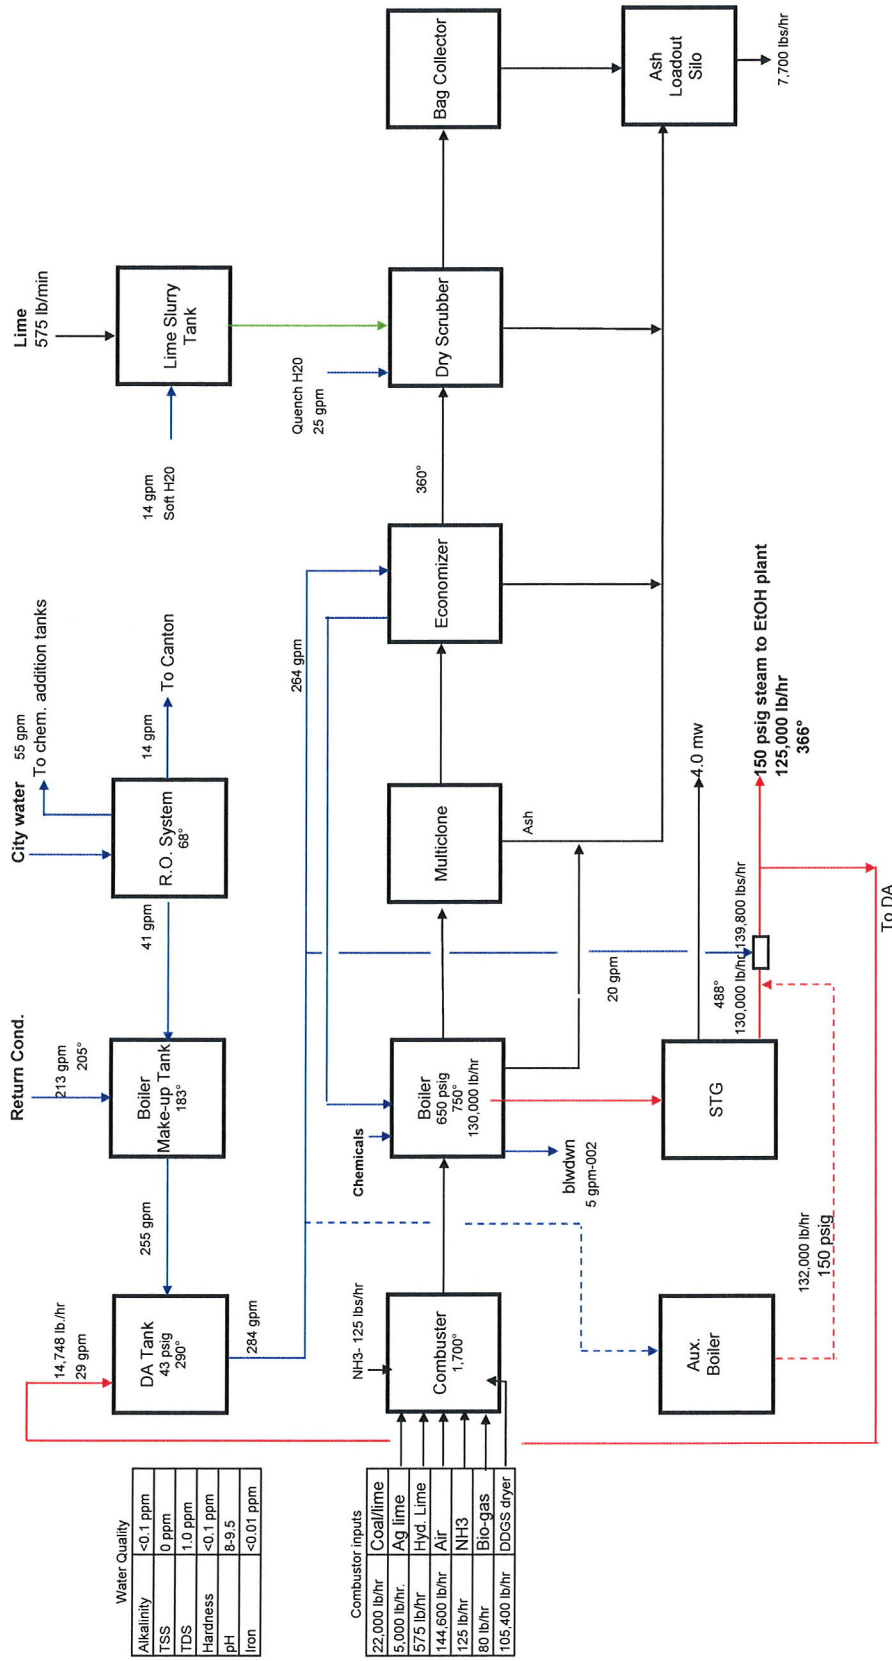 Water Quality
Alkalinity <0.1 ppm
TSS 0 ppm
TDS 1.0 ppm
Hardness <0.1 ppm
pH 8-9.5
Iron <0.01 ppm
14,748 lb./hr
29 gpm
DA Tank
43 psig
290°
284 gpm
255 gpm
Return Cond.
213 gpm
205°
Boiler
Make-up Tank
183°
41 gpm
City water
55 gpm
To chem. addition tanks
R.O. System
68°
14 gpm
To Canton
14 gpm
Soft H20
Lime
575 lb/min
Lime Slurry
Tank
264 gpm
Quench H20
25 gpm
Combustor inputs
22,000 lb/hr Coal/lime
5,000 lb/hr. Ag lime
575 lb/hr Hyd. Lime
144,600 lb/hr Air
125 lb/hr NH3
80 lb/hr Bio-gas
105,400 lb/hr DDGS dryer
NH3- 125 lbs/hr
Combuster
1,700°
Chemicals
Boiler
650 psig
750°
130,000 lb/hr
blwdwn
5 gpm-002
Multiclone
Ash
Economizer
360°
Dry Scrubber
Bag Collector
Ash
Loadout
Silo
7,700 lbs/hr
20 gpm
Aux.
Boiler
132,000 lb/hr
150 psig
STG
4.0 mw
488°
130,000 lb/hr
139,800 lbs/hr
150 psig steam to EtOH plant
125,000 lb/hr
366°
To DA